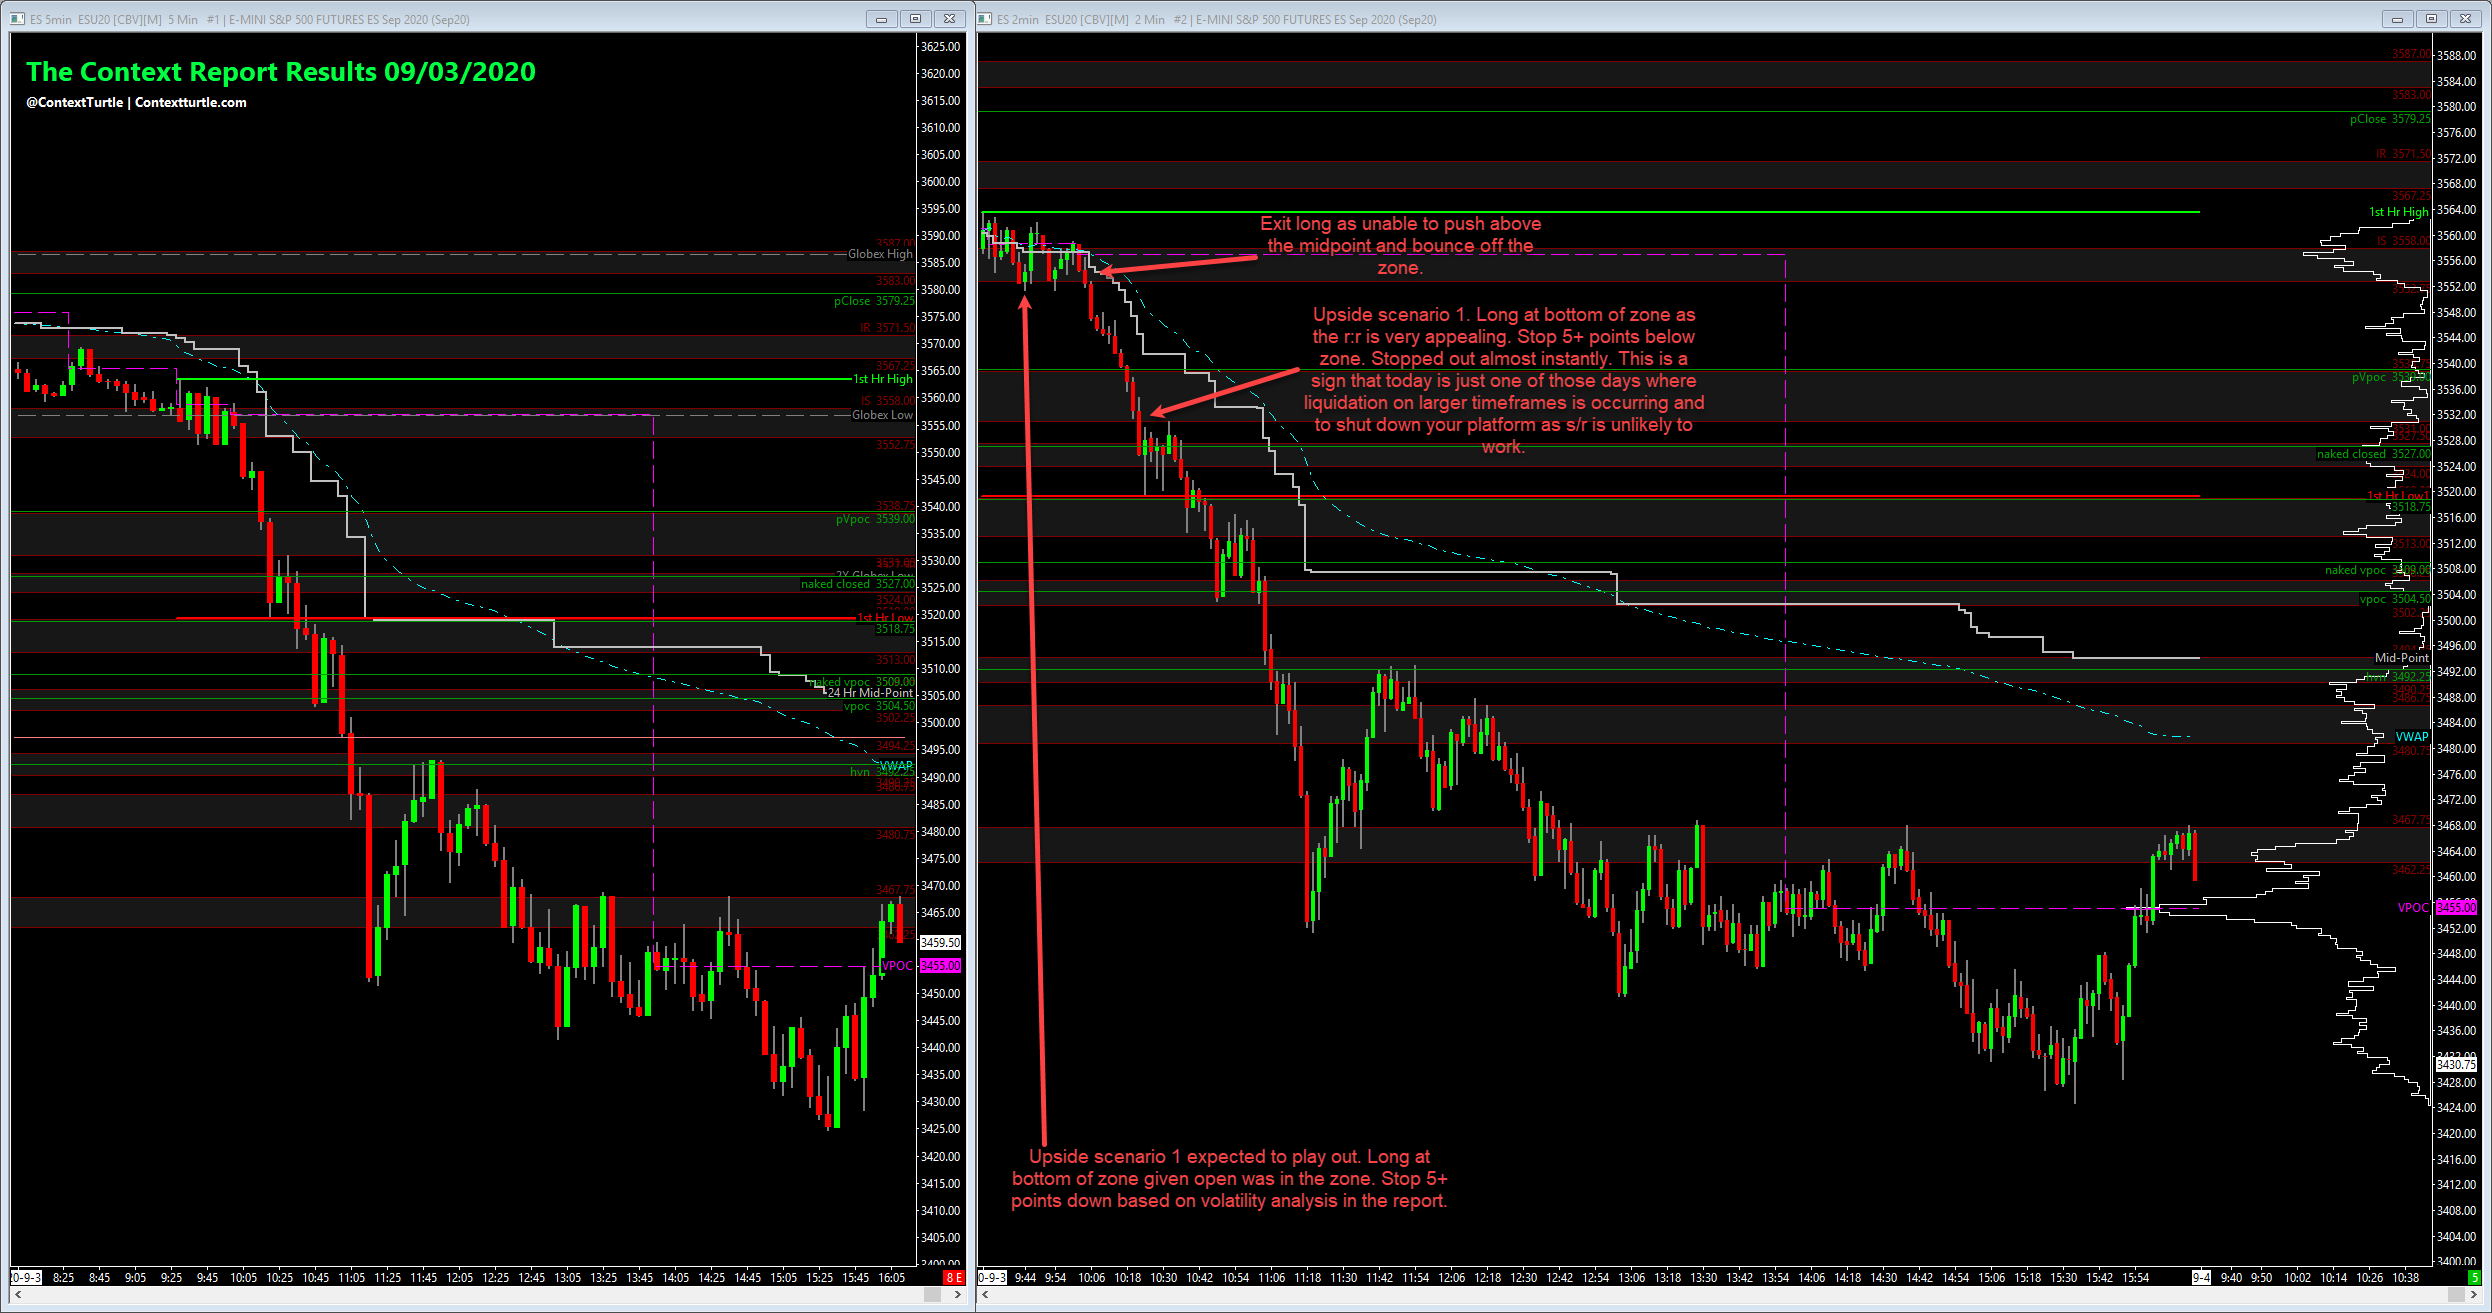 ES 5min  ESU20 [CBV][M]  5 Min   #1 | E-MINI S&P 500 FUTURES ES Sep 2020 (Sep20)
The Context Report Results 09/03/2020
@ContextTurtle | Contextturtle.com
3587.00
Globex High
3583.00
pClose 3579.25
IR 3571.50
3567.25
1st Hr High
IS 3558.00
Globex Low
3552.75
3538.75
pVpoc 3539.00
3531.00
2Y Globex Low
naked closed 3527.00
3524.00
1st Hr Low
3518.75
3513.00
naked vpoc 3509.00
24 Hr Mid-Point
vpoc 3504.50
3502.25
3494.25
VWAP
hvn 3492.25
3480.75
3467.75
VPOC
3625.00
3620.00
3615.00
3610.00
3605.00
3600.00
3595.00
3590.00
3585.00
3580.00
3575.00
3570.00
3565.00
3560.00
3555.00
3550.00
3545.00
3540.00
3535.00
3530.00
3525.00
3520.00
3515.00
3510.00
3505.00
3500.00
3495.00
3490.00
3485.00
3480.00
3475.00
3470.00
3465.00
3459.50
3455.00
3450.00
3445.00
3440.00
3435.00
3430.00
3425.00
3420.00
3415.00
3410.00
3405.00
3400.00
0-9-3 8:25 8:45 9:05 9:25 9:45 10:05 10:25 10:45 11:05 11:25 11:45 12:05 12:25 12:45 13:05 13:25 13:45 14:05 14:25 14:45 15:05 15:25 15:45 16:05 8 E
ES 2min  ESU20 [CBV][M]  2 Min   #2 | E-MINI S&P 500 FUTURES ES Sep 2020 (Sep20)
Exit long as unable to push above
the midpoint and bounce off the
zone.
Upside scenario 1. Long at bottom of zone as
the r:r is very appealing. Stop 5+ points below
zone. Stopped out almost instantly. This is a
sign that today is just one of those days where
liquidation on larger timeframes is occurring and
to shut down your platform as s/r is unlikely to
work.
Upside scenario 1 expected to play out. Long at
bottom of zone given open was in the zone. Stop 5+
points down based on volatility analysis in the report.
3587.00
3583.00
pClose 3579.25
IR 3571.50
3567.25
1st Hr High
IS 3558.00
pVpoc 3539.00
3531.00
3527.50
naked closed 3527.00
3524.00
1st Hr Low1
3518.75
3513.00
naked vpoc 3509.00
vpoc 3504.50
Mid-Point
hvn 3492.25
3490.25
VWAP
3480.75
3467.75
3462.25
VPOC
3588.00
3584.00
3580.00
3576.00
3572.00
3568.00
3564.00
3560.00
3556.00
3552.00
3548.00
3544.00
3540.00
3536.00
3532.00
3528.00
3524.00
3520.00
3516.00
3512.00
3508.00
3504.00
3500.00
3496.00
3492.00
3488.00
3484.00
3480.00
3476.00
3472.00
3468.00
3464.00
3460.00
3455.00
3452.00
3448.00
3444.00
3440.00
3436.00
3430.75
3428.00
3424.00
3420.00
3416.00
3412.00
3408.00
3404.00
3400.00
0-9-3 9:44 9:54 10:06 10:18 10:30 10:42 10:54 11:06 11:18 11:30 11:42 11:54 12:06 12:18 12:30 12:42 12:54 13:06 13:18 13:30 13:42 13:54 14:06 14:18 14:30 14:42 14:54 15:06 15:18 15:30 15:42 15:54 9-4 9:40 9:50 10:02 10:14 10:26 10:38 5